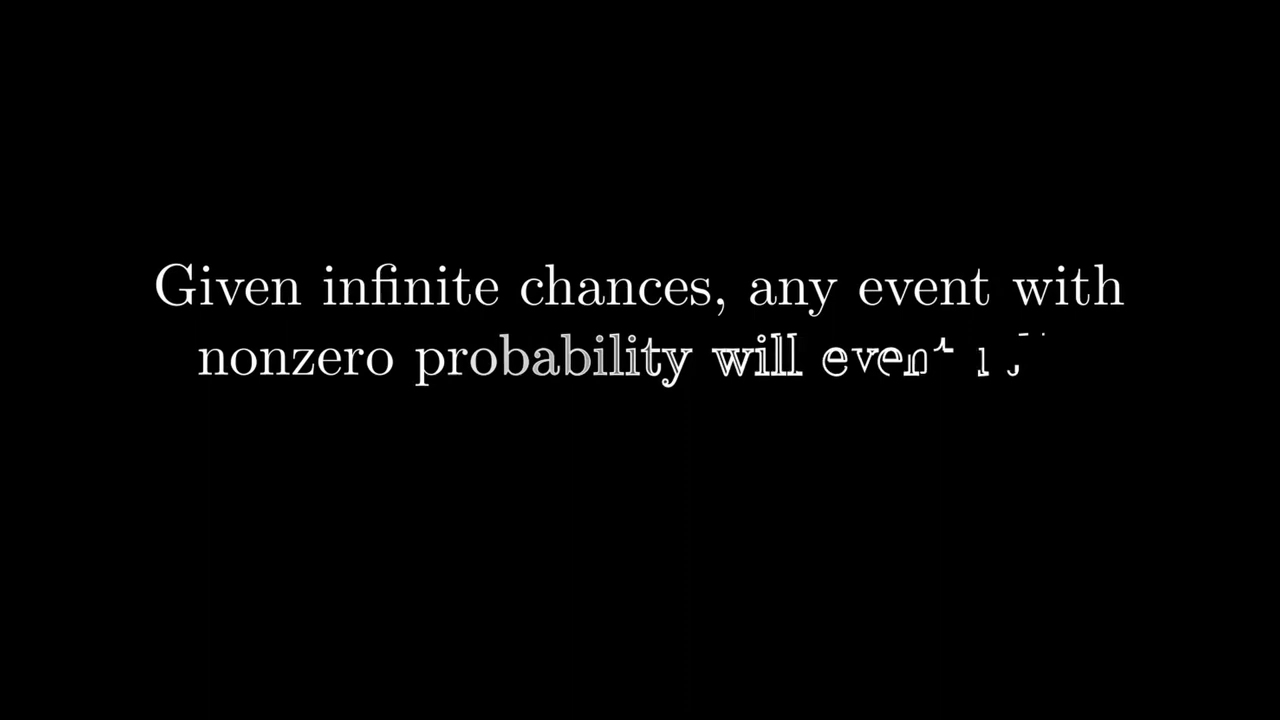 Given infinite chances, any event with
nonzero probability will